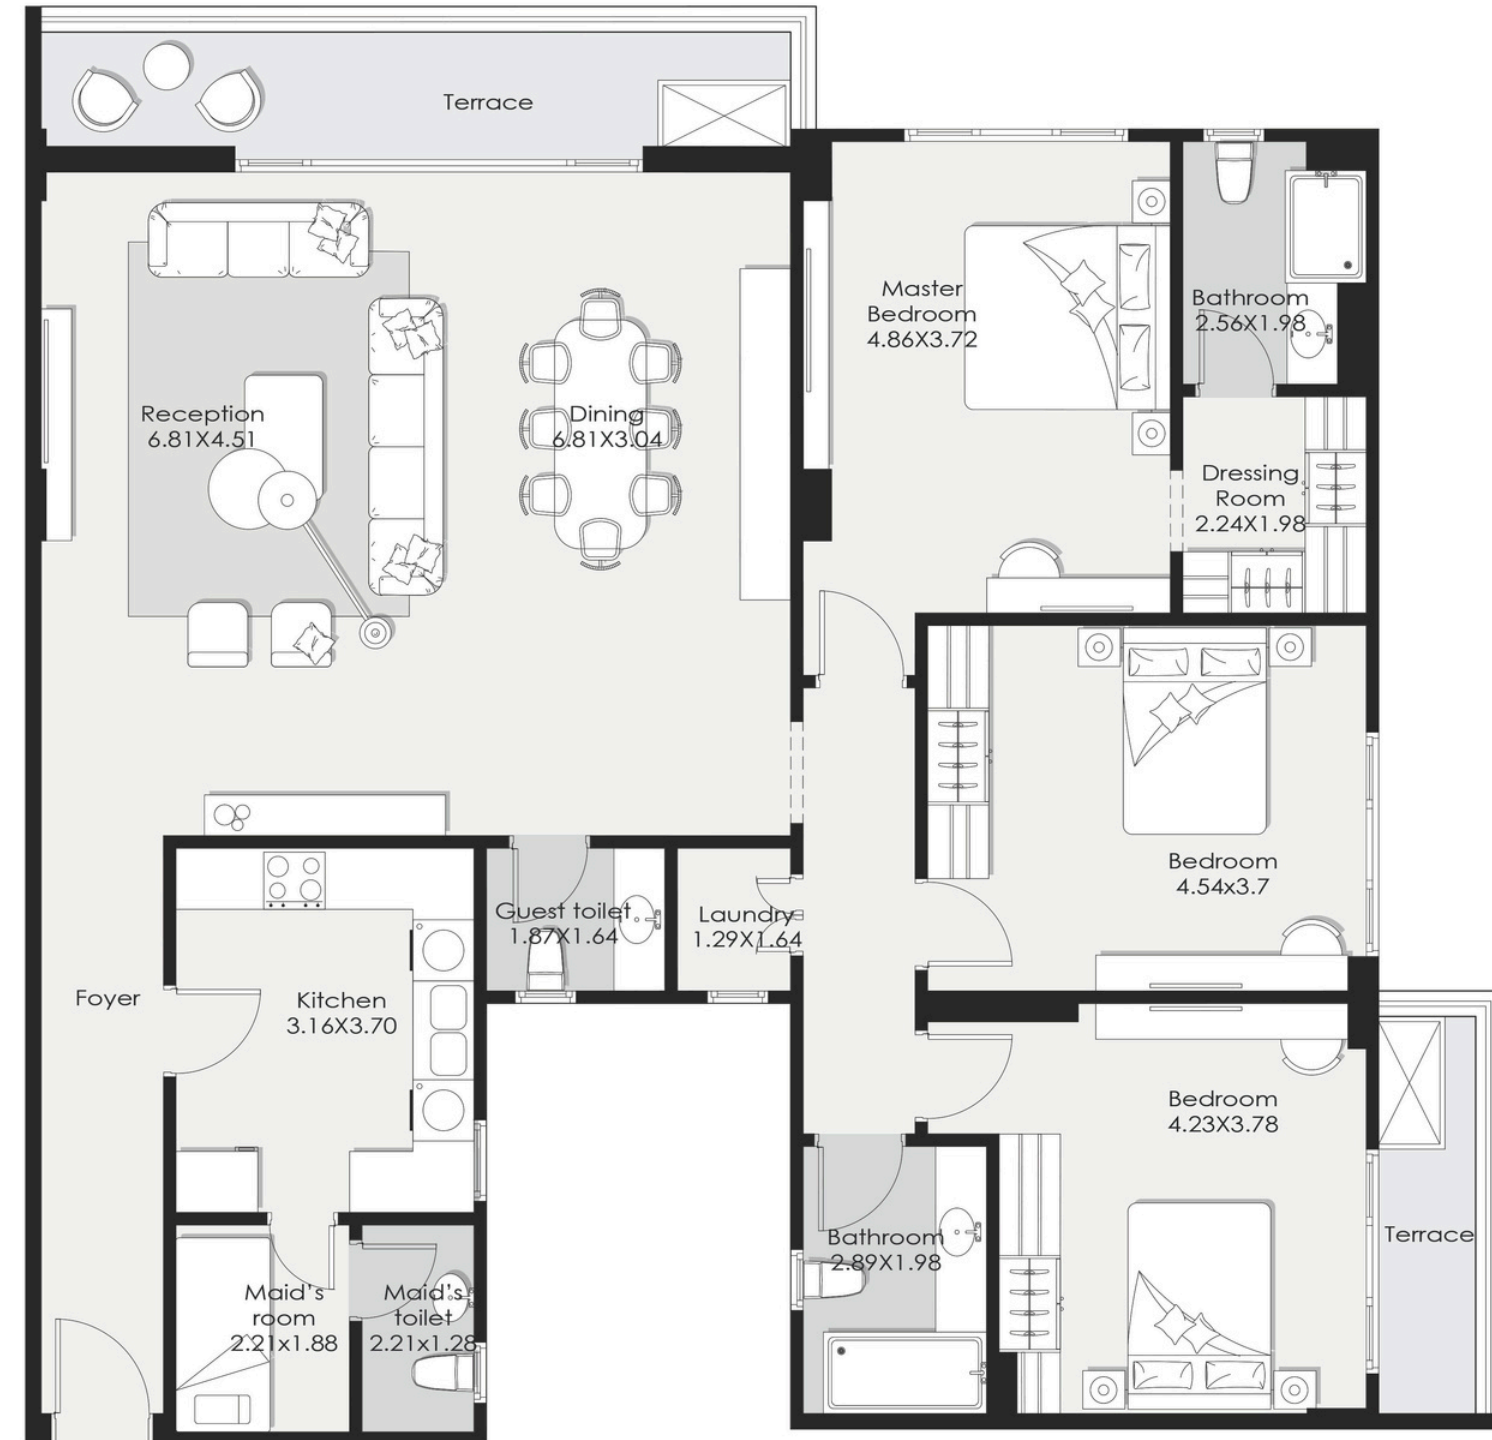 Terrace
Master
Bedroom
4.86X3.72
Bathroom
2.56X1.98
Reception
6.81X4.51
Dining
6.81X3.04
Dressing
Room
2.24X1.98
Bedroom
4.54x3.7
Guest toilet
1.87X1.64
Laundry
1.29X1.64
Foyer
Kitchen
3.16X3.70
Bedroom
4.23X3.78
Terrace
Bathroom
2.89X1.98
Maid's
room
2.21x1.88
Maid's
toilet
2.21x1.28